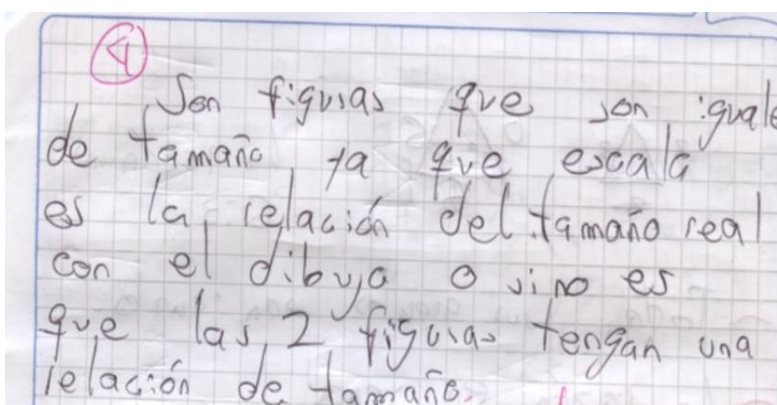 4
Son figuras que son iguale
de tamaño ya que escala
es la relación del tamaño real
con el dibujo o sino es
que las 2 figuras tengan una
relación de tamaño.